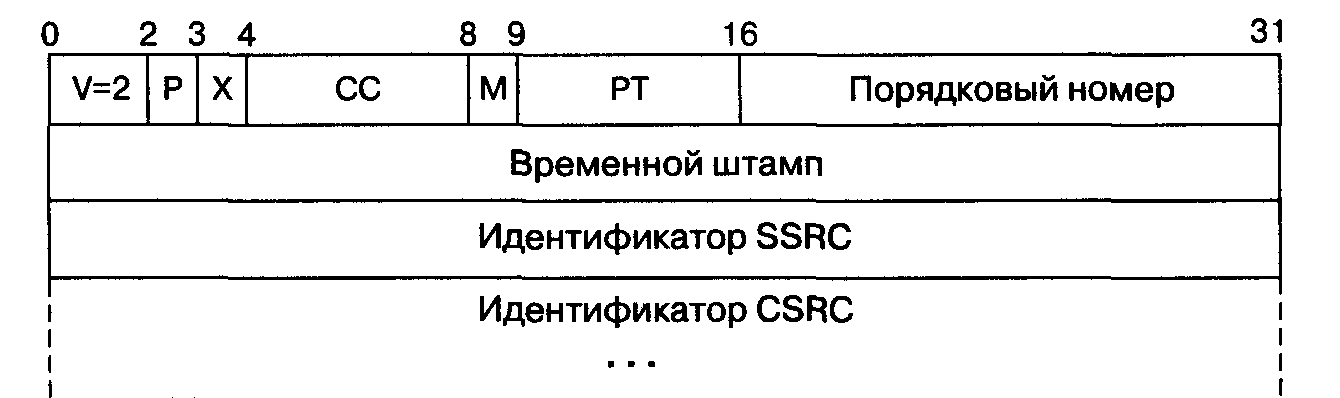 0 2 3 4 8 9 16 31
V=2 P X CC M PT Порядковый номер
Временной штамп
Идентификатор SSRC
Идентификатор CSRC
...